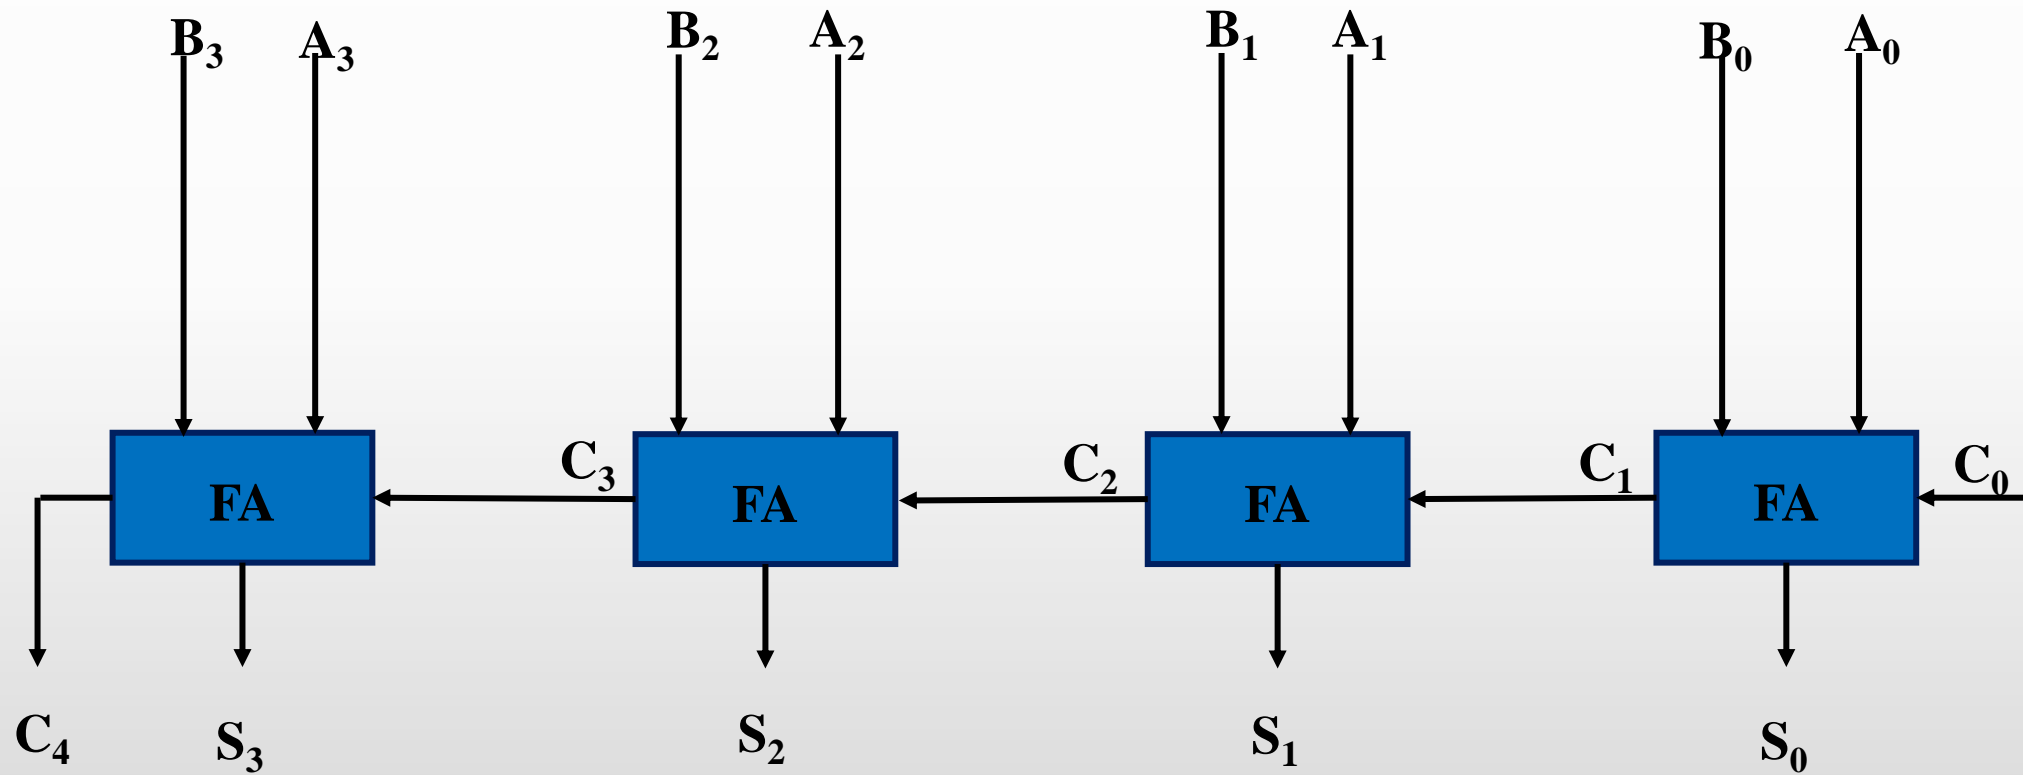 B₃ A₃ B₂ A₂ B₁ A₁ B₀ A₀
C₃ C₂ C₁ C₀
FA FA FA FA
C₄ S₃ S₂ S₁ S₀